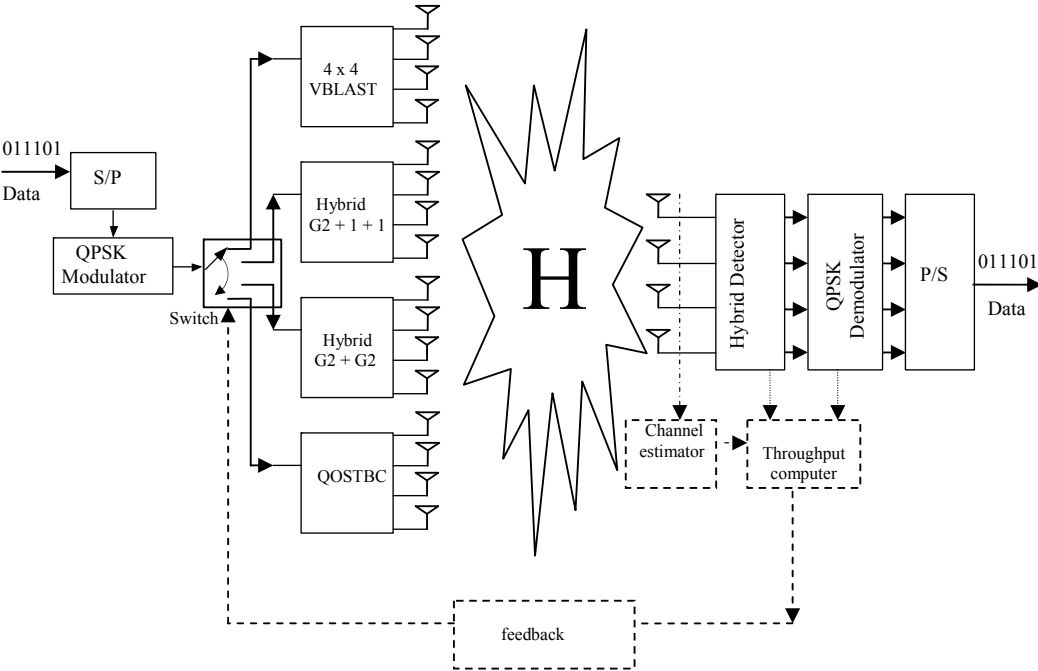 011101
Data
S/P
QPSK
Modulator
Switch
4 x 4
VBLAST
Hybrid
G2 + 1 + 1
Hybrid
G2 + G2
QOSTBC
H
Hybrid Detector
QPSK
Demodulator
P/S
011101
Data
Channel
estimator
Throughput
computer
feedback